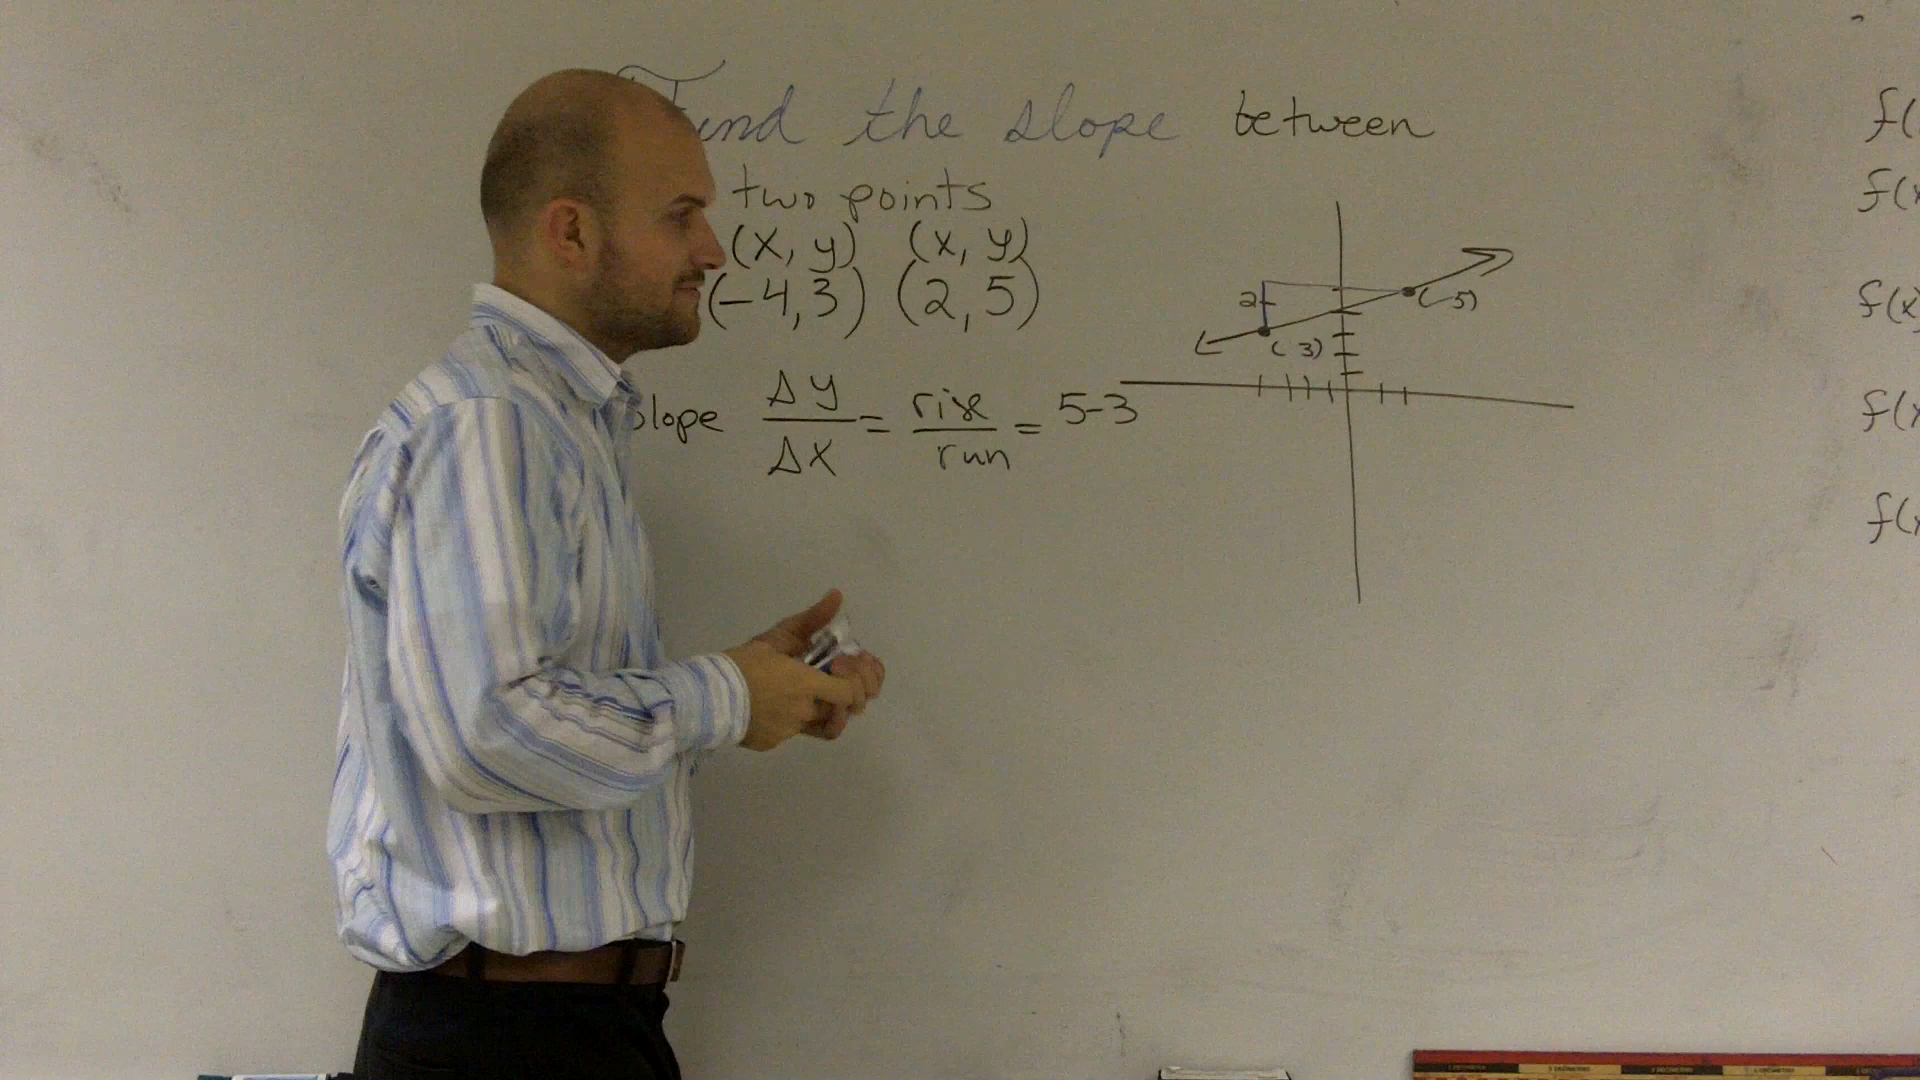 Find the slope between
two points
(x, y) (x, y)
(-4,3) (2,5)
slope Δy/Δx = rise/run = 5-3
2
( 5)
( 3)
f(
f(x
f(x)
f(x
f(x